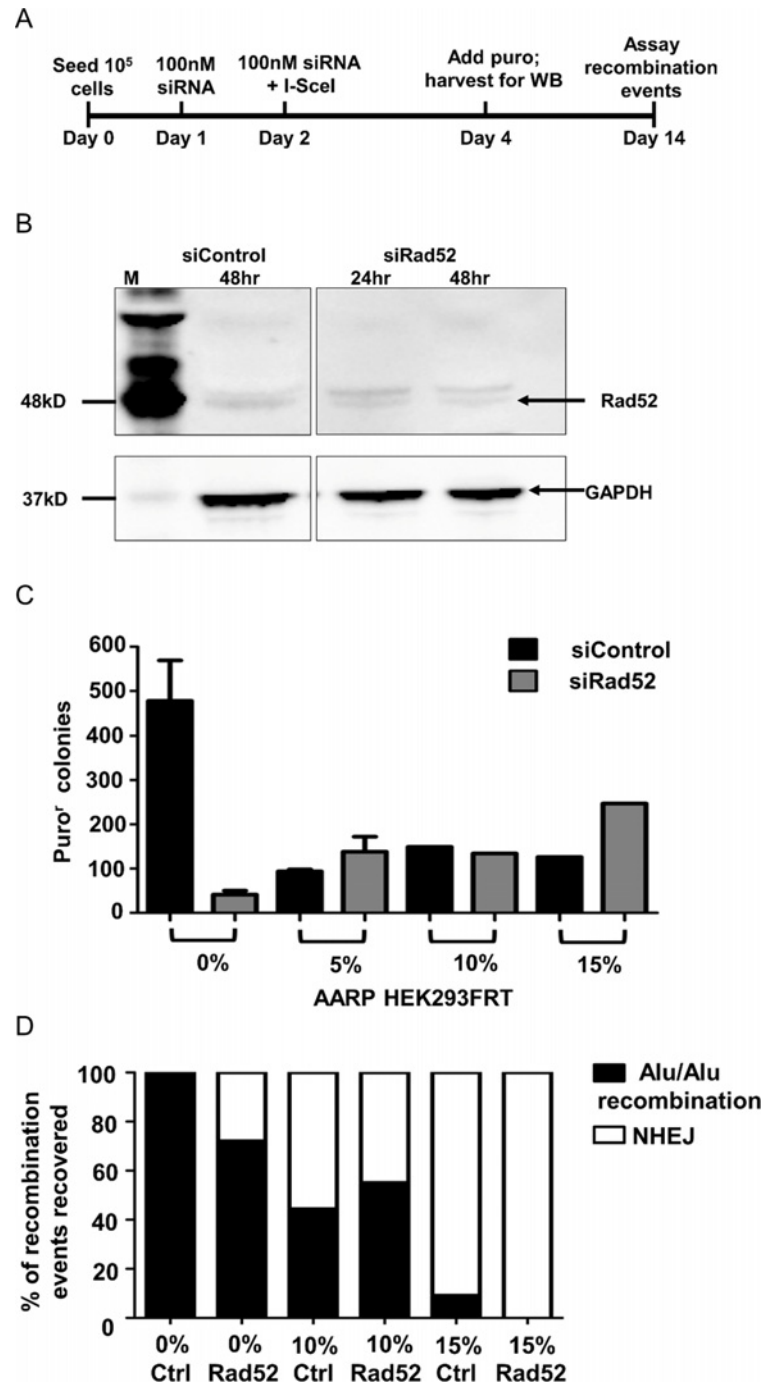 A
Seed 10⁵ cells
100nM siRNA
100nM siRNA + I-SceI
Add puro; harvest for WB
Assay recombination events
Day 0
Day 1
Day 2
Day 4
Day 14
B
siControl
siRad52
M
48hr
24hr
48hr
48kD
Rad52
37kD
GAPDH
C
Puroʳ colonies
600
500
400
300
200
100
0
siControl
siRad52
0%
5%
10%
15%
AARP HEK293FRT
D
% of recombination events recovered
100
80
60
40
20
0
Alu/Alu recombination
NHEJ
0% Ctrl
0% Rad52
10% Ctrl
10% Rad52
15% Ctrl
15% Rad52